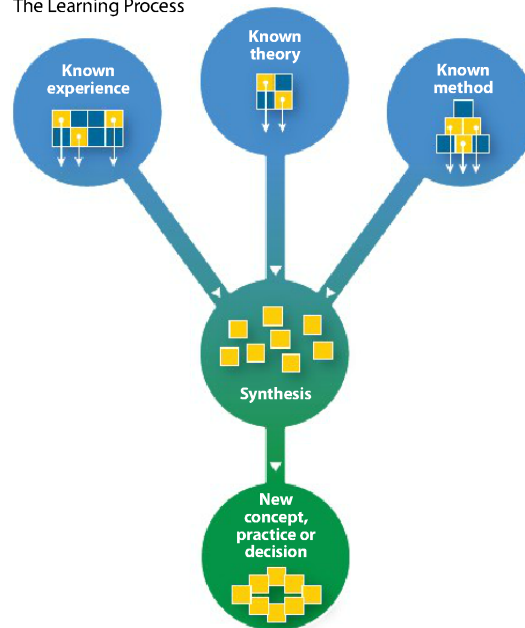 The Learning Process
Known
experience
Known
theory
Known
method
Synthesis
New
concept,
practice or
decision